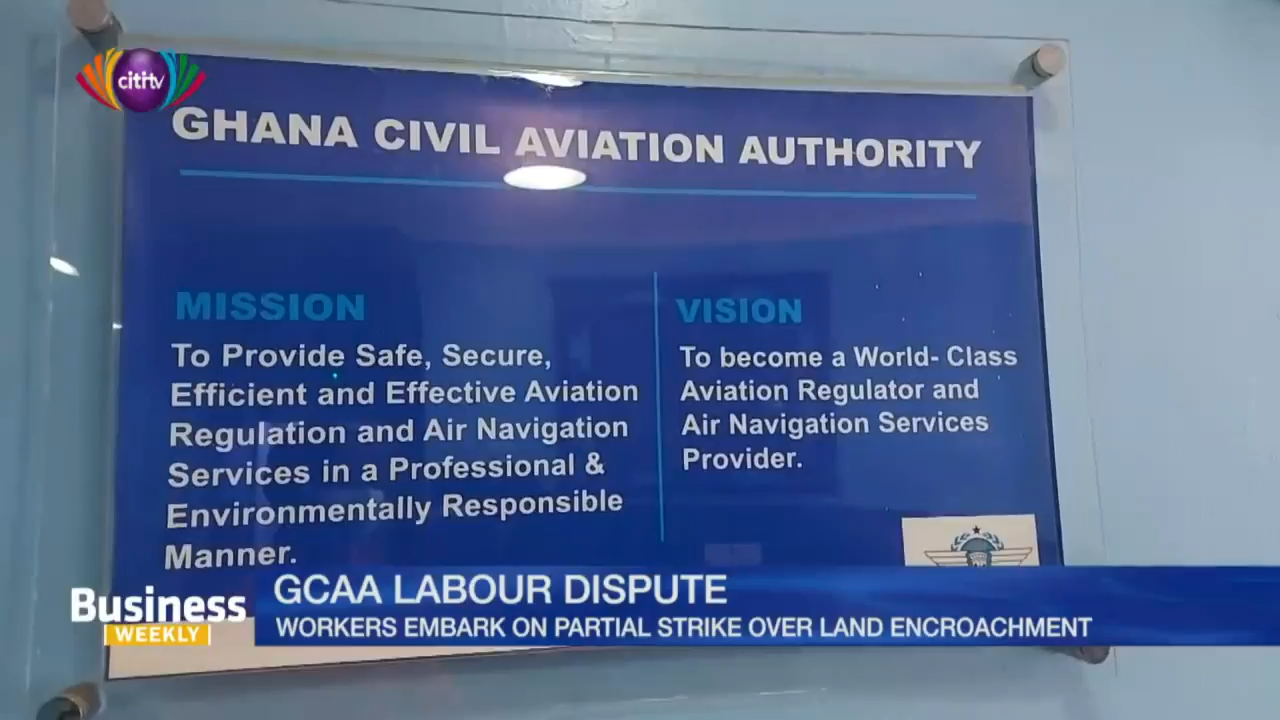 citi tv
GHANA CIVIL AVIATION AUTHORITY
MISSION
To Provide Safe, Secure,
Efficient and Effective Aviation
Regulation and Air Navigation
Services in a Professional &
Environmentally Responsible
Manner.
VISION
To become a World- Class
Aviation Regulator and
Air Navigation Services
Provider.
Business
WEEKLY
GCAA LABOUR DISPUTE
WORKERS EMBARK ON PARTIAL STRIKE OVER LAND ENCROACHMENT